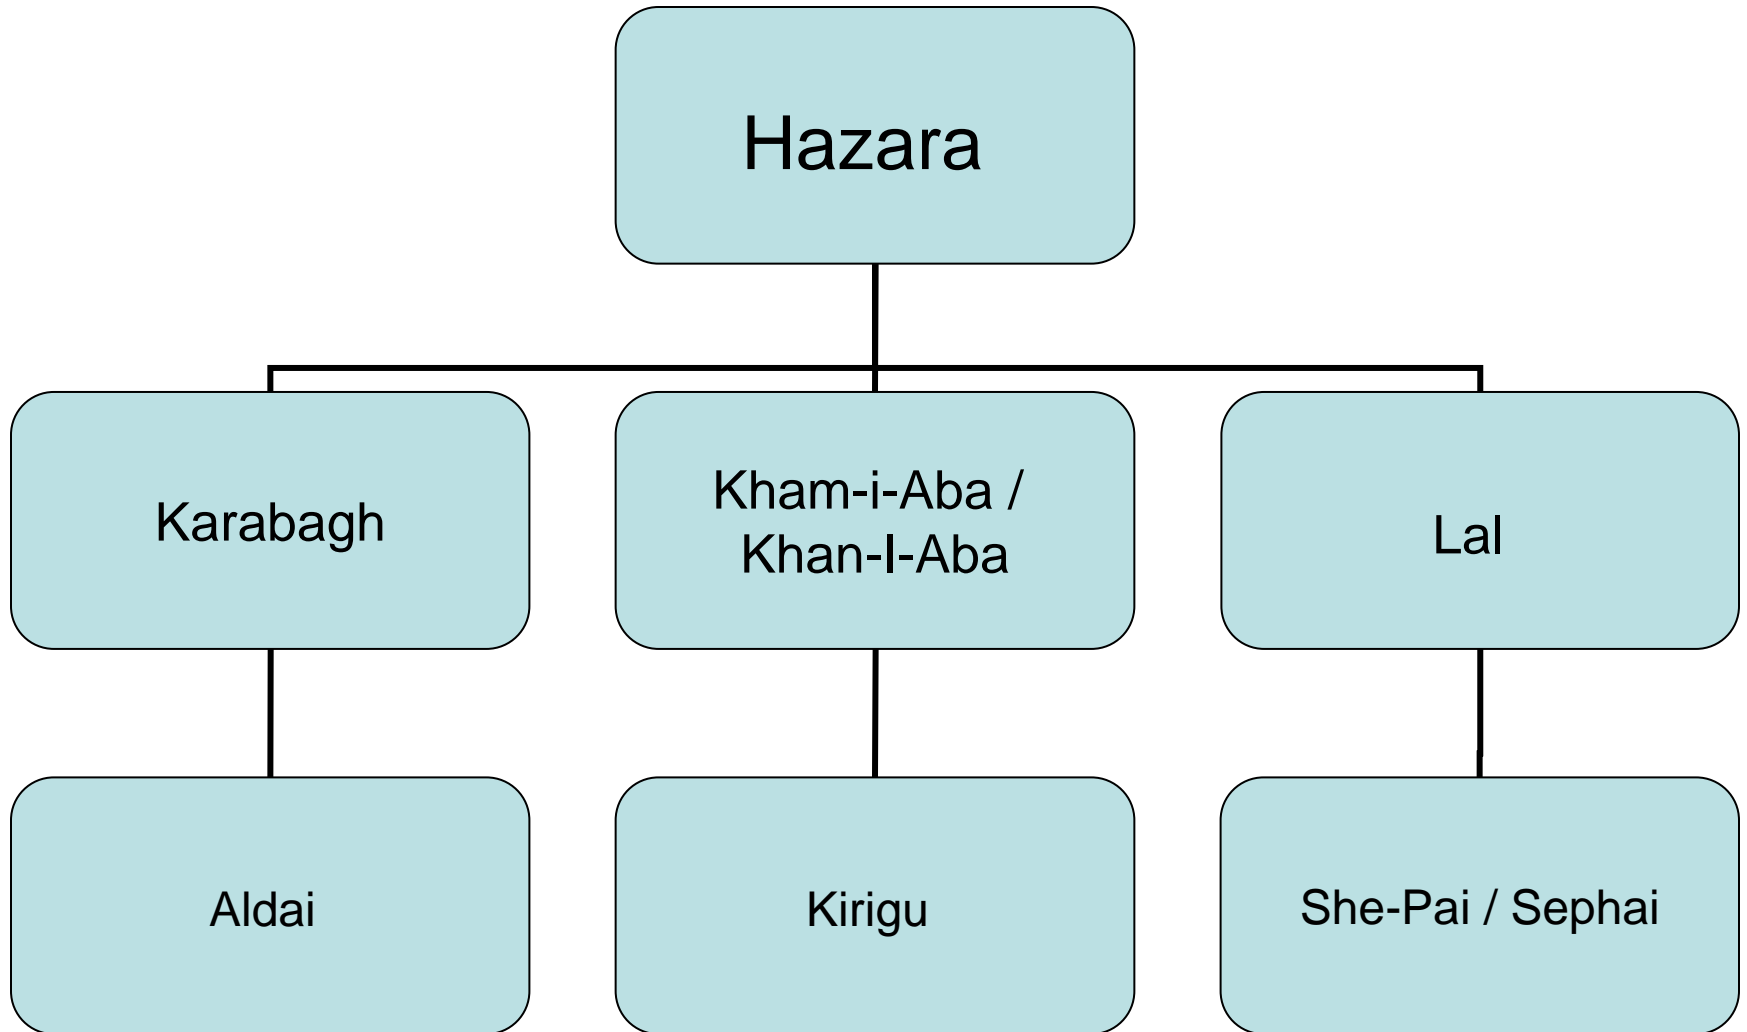 Hazara
Karabagh
Kham-i-Aba /
Khan-I-Aba
Lal
Aldai
Kirigu
She-Pai / Sephai